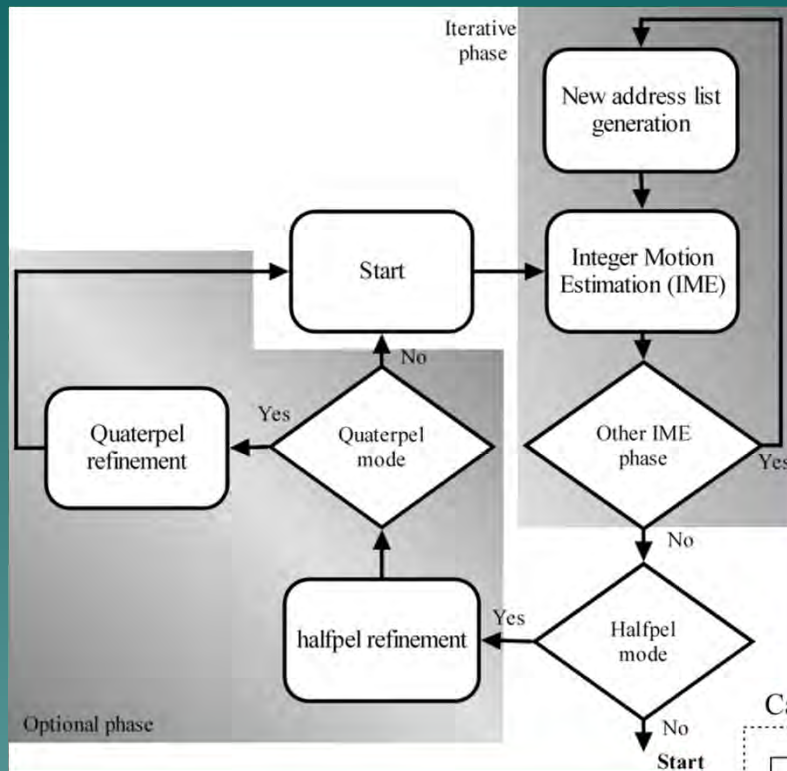 Iterative
phase
New address list
generation
Start
Integer Motion
Estimation (IME)
No
Yes
Quaterpel
refinement
Quaterpel
mode
Other IME
phase
Yes
No
halfpel refinement
Yes
Halfpel
mode
Optional phase
No
Start